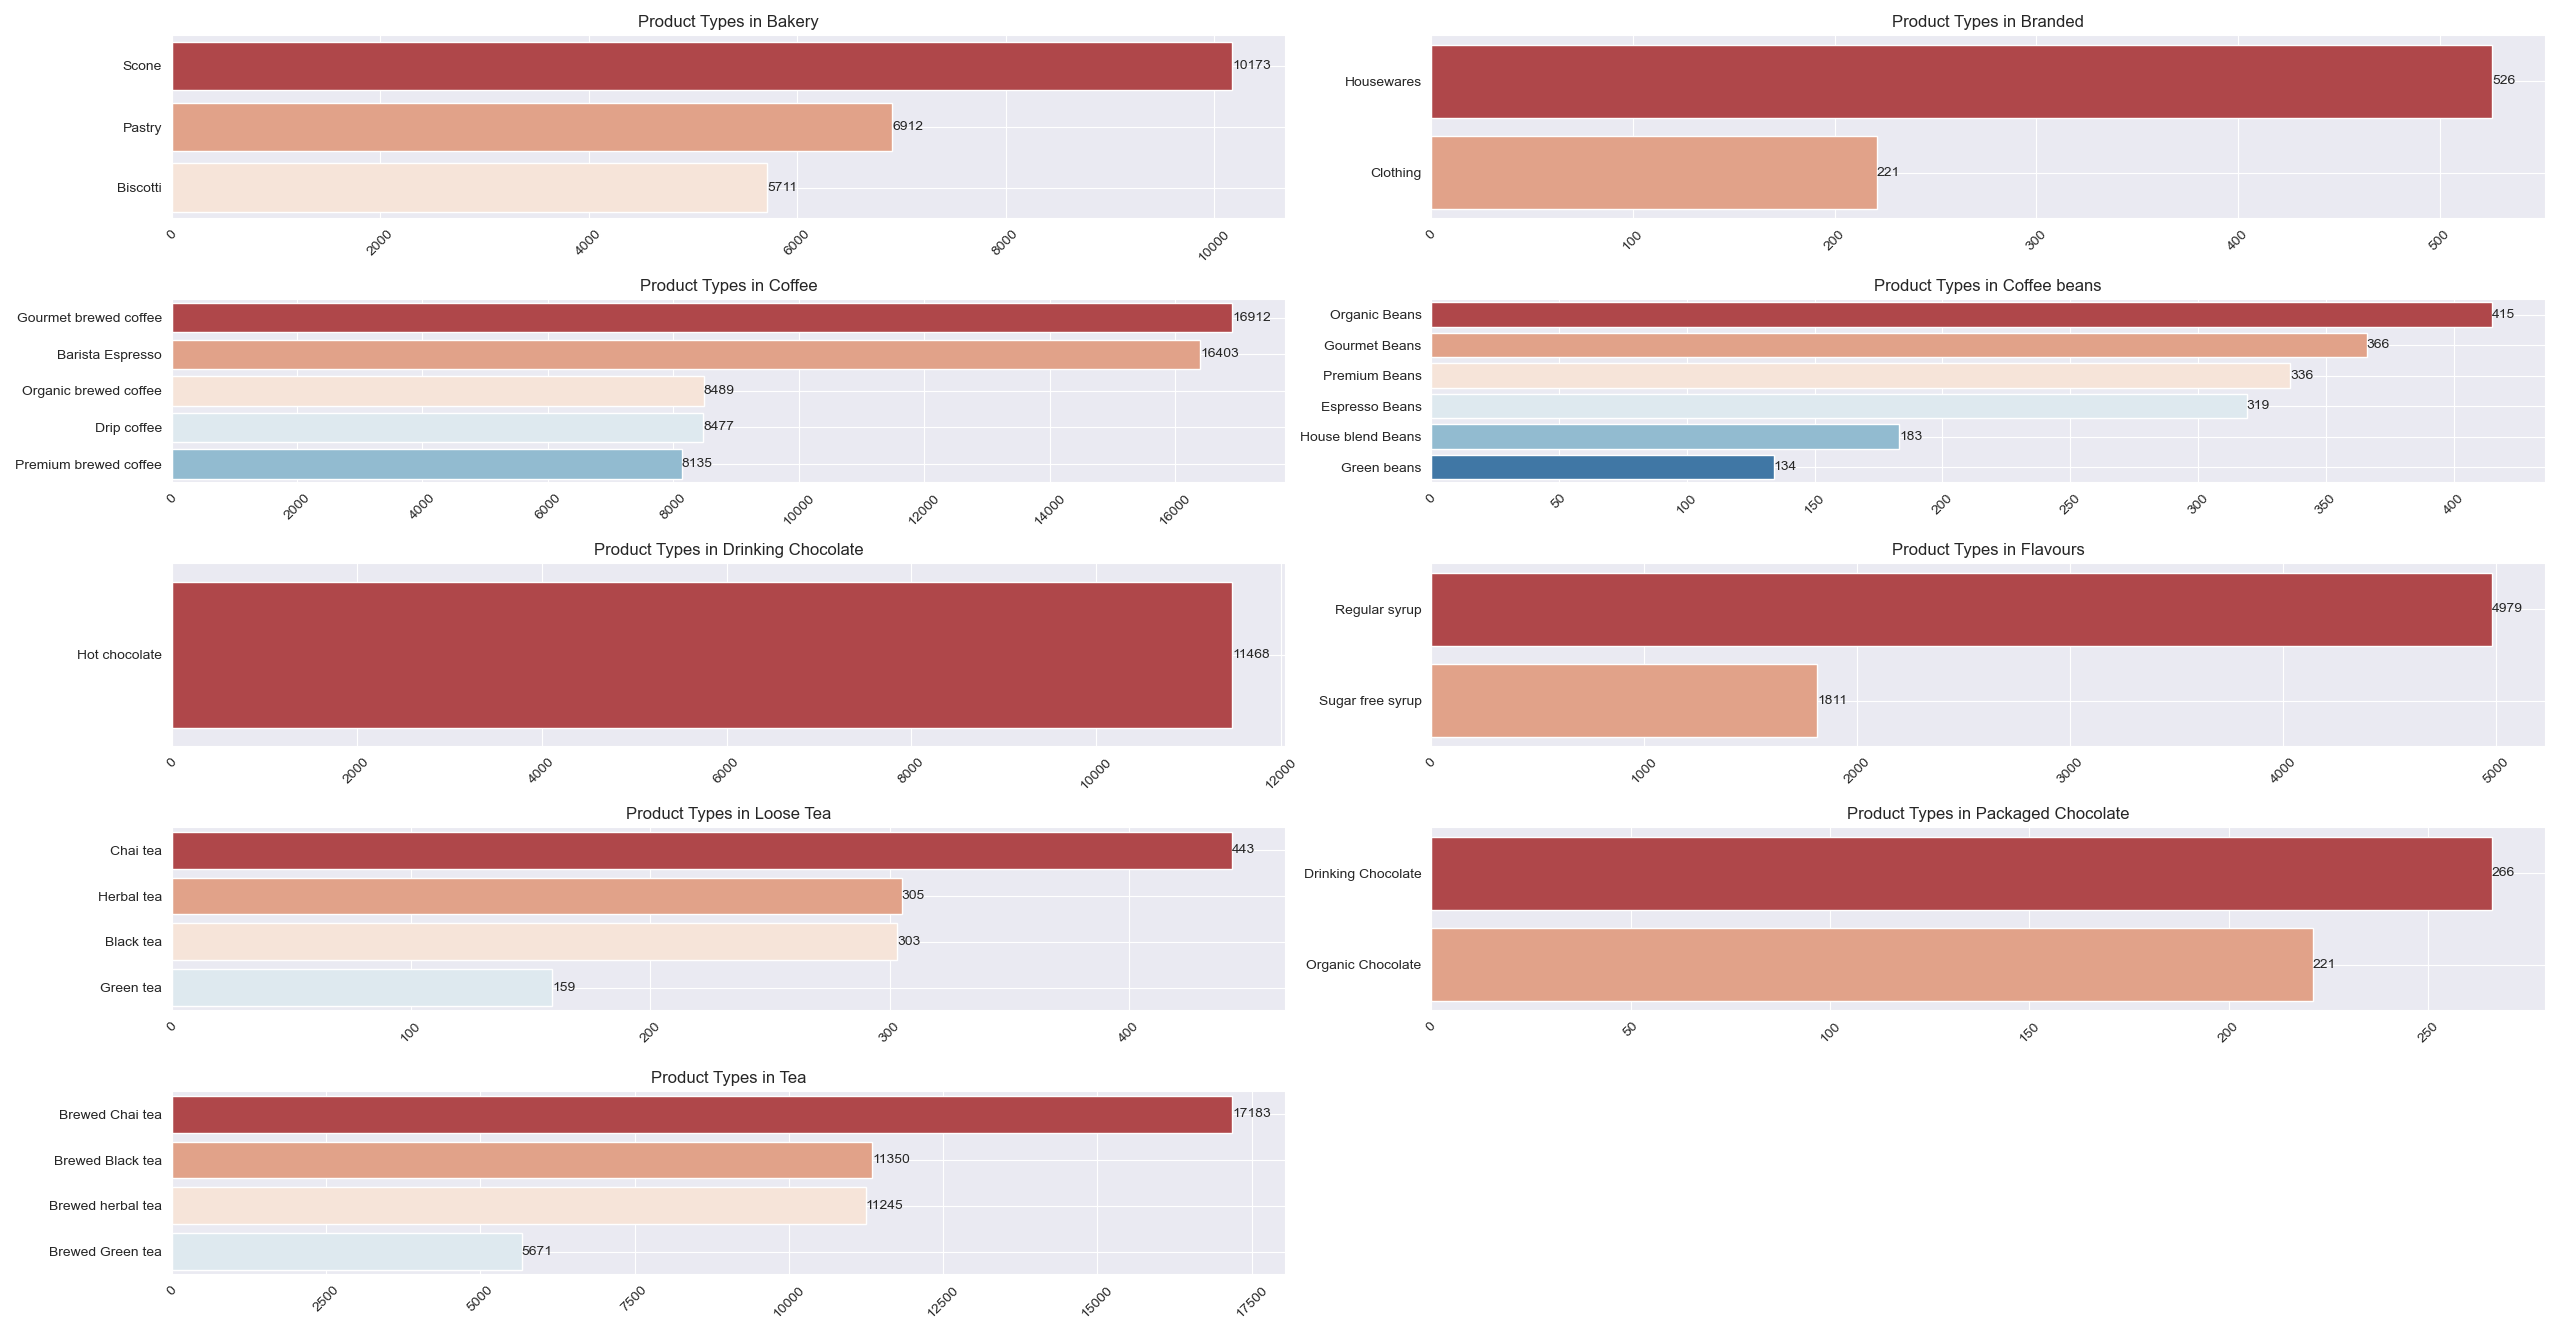 Product Types in Bakery
Scone
10173
Pastry
6912
Biscotti
5711
0 2000 4000 6000 8000 10000
Product Types in Branded
Housewares
526
Clothing
221
0 100 200 300 400 500
Product Types in Coffee
Gourmet brewed coffee
16912
Barista Espresso
16403
Organic brewed coffee
8489
Drip coffee
8477
Premium brewed coffee
8135
0 2000 4000 6000 8000 10000 12000 14000 16000
Product Types in Coffee beans
Organic Beans
415
Gourmet Beans
366
Premium Beans
336
Espresso Beans
319
House blend Beans
183
Green beans
134
0 50 100 150 200 250 300 350 400
Product Types in Drinking Chocolate
Hot chocolate
11468
0 2000 4000 6000 8000 10000 12000
Product Types in Flavours
Regular syrup
4979
Sugar free syrup
1811
0 1000 2000 3000 4000 5000
Product Types in Loose Tea
Chai tea
443
Herbal tea
305
Black tea
303
Green tea
159
0 100 200 300 400
Product Types in Packaged Chocolate
Drinking Chocolate
266
Organic Chocolate
221
0 50 100 150 200 250
Product Types in Tea
Brewed Chai tea
17183
Brewed Black tea
11350
Brewed herbal tea
11245
Brewed Green tea
5671
0 2500 5000 7500 10000 12500 15000 17500